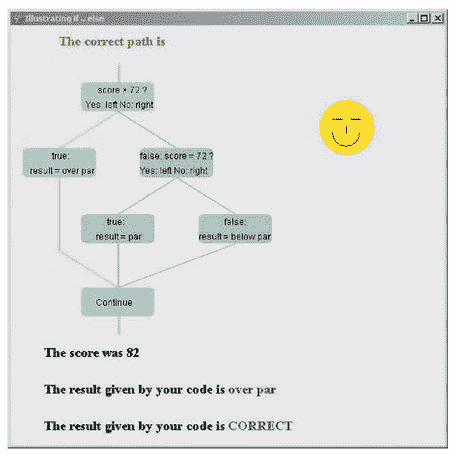 Illustrating if .. else
The correct path is
score > 72 ?
Yes: left No: right
true:
result = over par
false: score = 72 ?
Yes: left No: right
true:
result = par
false:
result = below par
Continue
The score was 82
The result given by your code is over par
The result given by your code is CORRECT